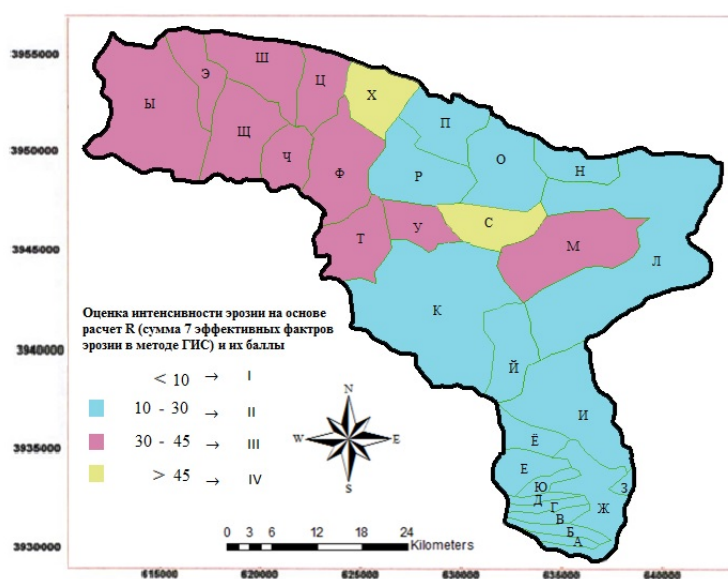 3955000
3950000
3945000
3940000
3935000
3930000
Ш
Э
Ц
Ы
Х
П
Щ
О
Ч
Н
Ф
Р
С
У
Т
М
Л
К
Й
И
Ё
Е
З
Ю
Д
Г
Ж
В
Б
А
Оценка интенсивности эрозии на основе
расчет R (сумма 7 эффективных фактров
эрозии в методе ГИС) и их баллы
< 10 → I
10 - 30 → II
30 - 45 → III
> 45 → IV
N
W E
S
0 3 6 12 18 24
Kilometers
615000 620000 625000 630000 635000 640000